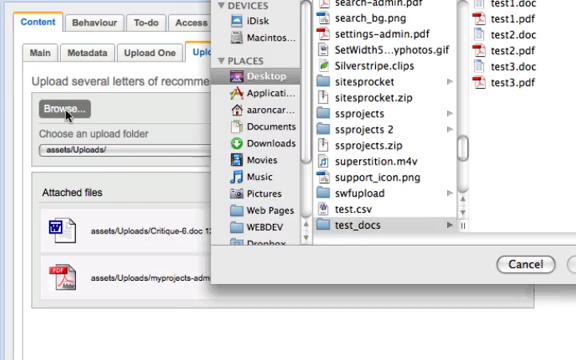 Content
Behaviour
To-do
Access
Main
Metadata
Upload One
Upload several letters of recomme
Browse...
Choose an upload folder
assets/Uploads/
Attached files
assets/Uploads/Critique-6.doc
assets/Uploads/myprojects-adm
DEVICES
iDisk
Macintos...
PLACES
Desktop
Applicati...
aaroncar...
Documents
Downloads
Movies
Music
Pictures
Web Pages
WEBDEV
Dropbox
search-admin.pdf
search_bg.png
settings-admin.pdf
SetWidth5...yphotos.gif
Silverstripe.clips
sitesprocket
sitesprocket.zip
ssprojects
ssprojects 2
ssprojects.zip
superstition.m4v
support_icon.png
swfupload
test.csv
test_docs
test1.doc
test1.pdf
test2.doc
test2.pdf
test3.doc
test3.pdf
Cancel